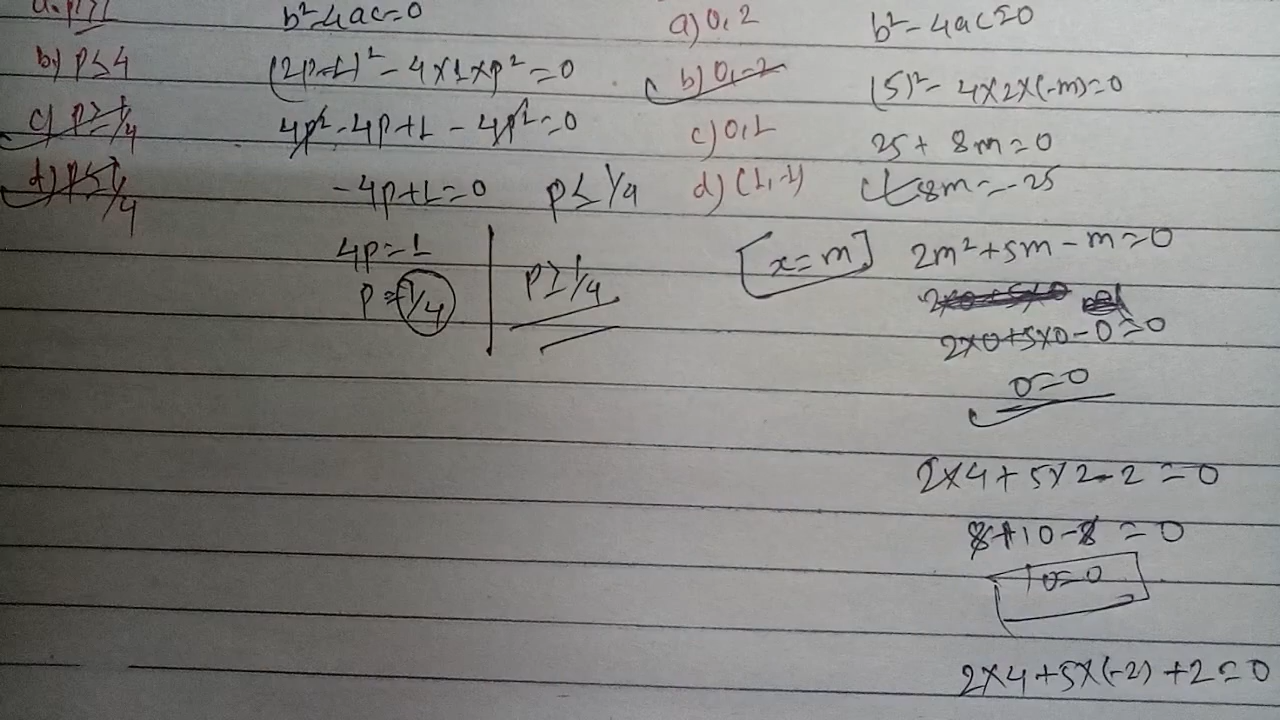 a. p≥1
b) p≤4
c) p≥1/4
d) p≤1/4
b²-4ac=0
(2p-1)² - 4×1×p² = 0
4p² - 4p + 1 - 4p² = 0
-4p+1=0 p≤1/4
4p=1
p=1/4
p≥1/4
a) 0, 2
b) 0, -2
c) 0, 1
d) (1, -1)
b² - 4ac=0
(5)² - 4×2×(-m)=0
25 + 8m = 0
8m = -25
[x=m] 2m²+5m-m=0
2×0+5×0-0=0
0=0
2×4+5×2-2=0
8+10-8=0
10=0
2×4+5×(-2)+2=0